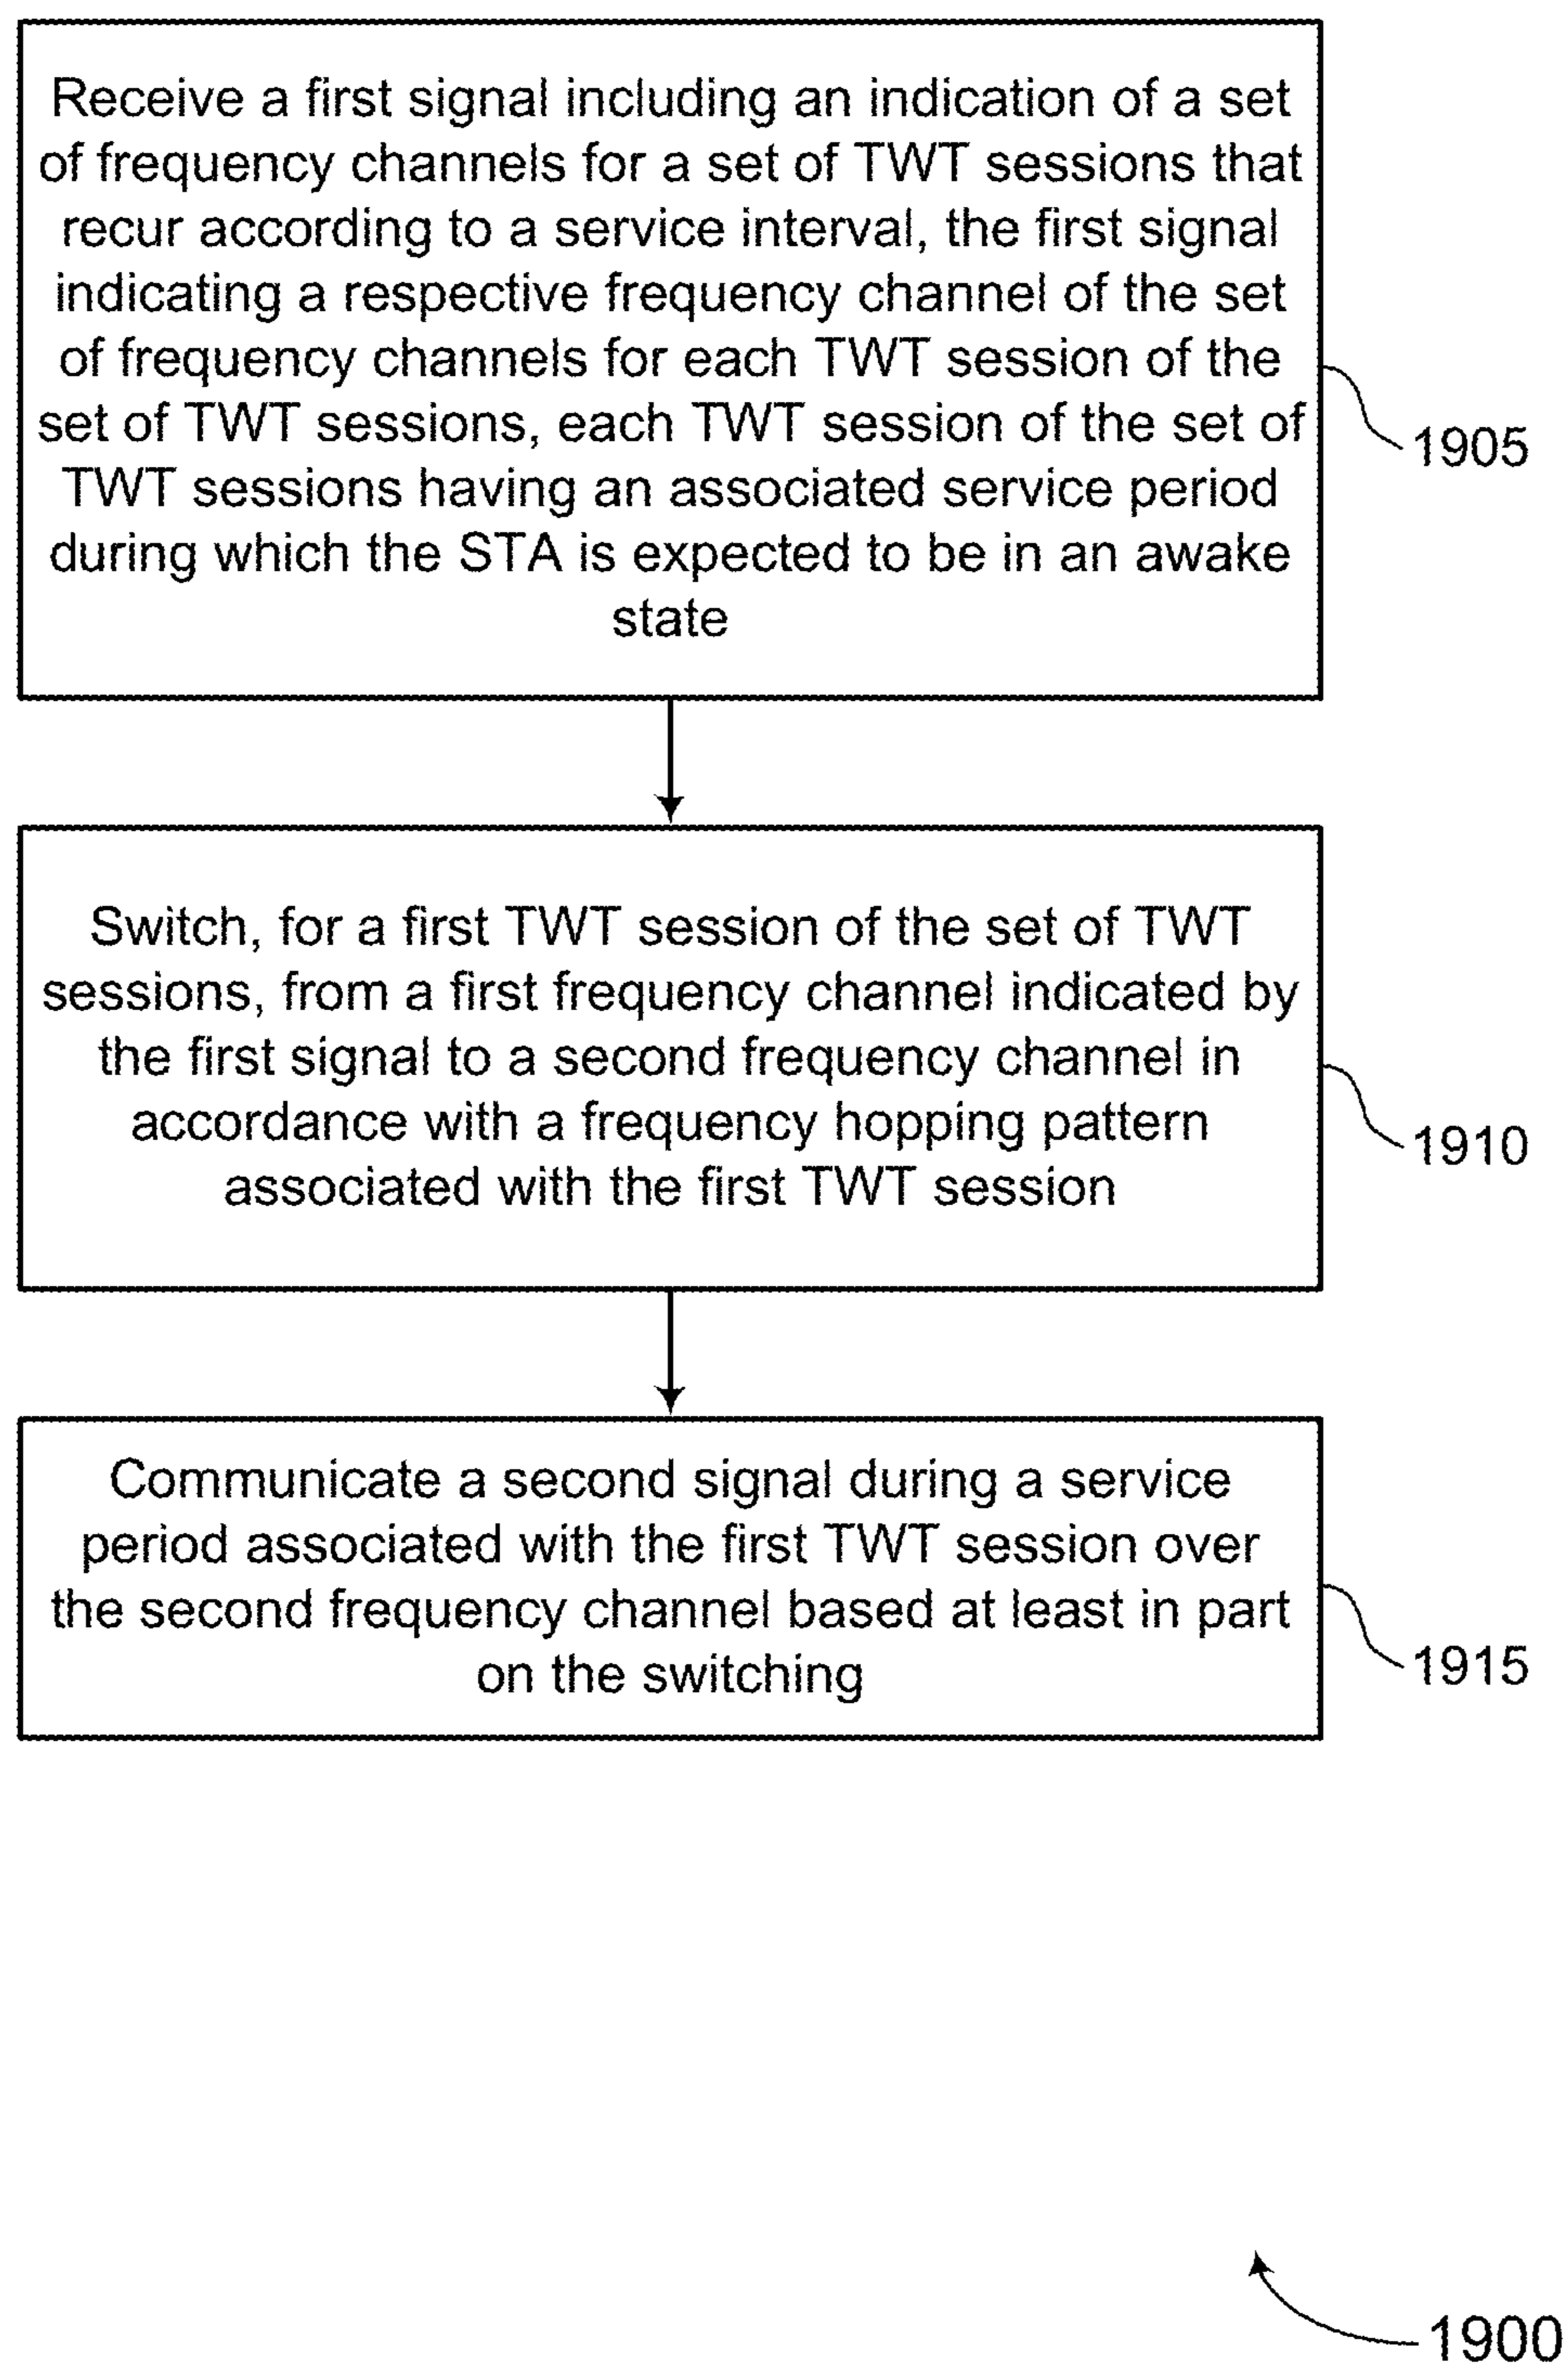 Receive a first signal including an indication of a set
of frequency channels for a set of TWT sessions that
recur according to a service interval, the first signal
indicating a respective frequency channel of the set
of frequency channels for each TWT session of the
set of TWT sessions, each TWT session of the set of
TWT sessions having an associated service period
during which the STA is expected to be in an awake
state
1905
Switch, for a first TWT session of the set of TWT
sessions, from a first frequency channel indicated by
the first signal to a second frequency channel in
accordance with a frequency hopping pattern
associated with the first TWT session
1910
Communicate a second signal during a service
period associated with the first TWT session over
the second frequency channel based at least in part
on the switching
1915
1900